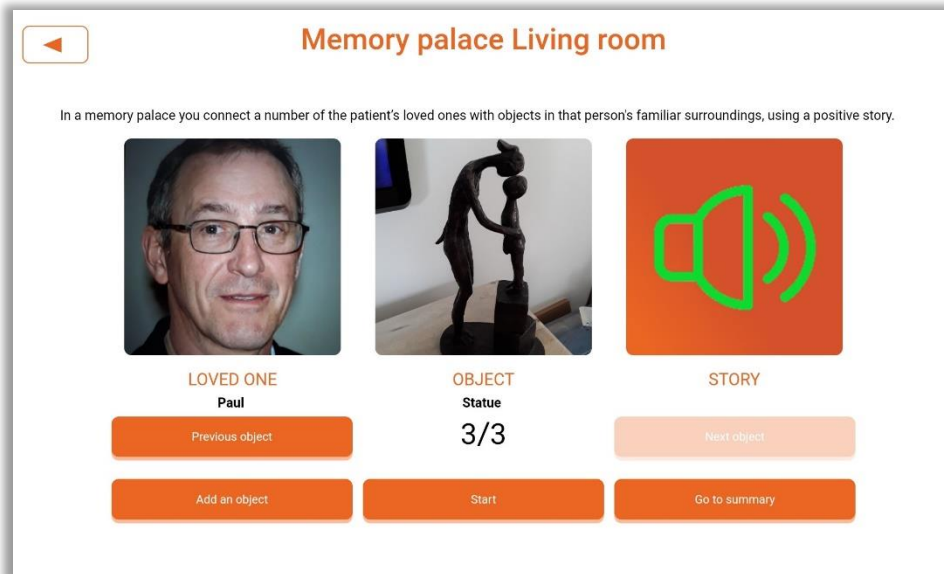 Memory palace Living room
In a memory palace you connect a number of the patient's loved ones with objects in that person's familiar surroundings, using a positive story.
LOVED ONE
OBJECT
STORY
Paul
Statue
Previous object
3/3
Next object
Add an object
Start
Go to summary